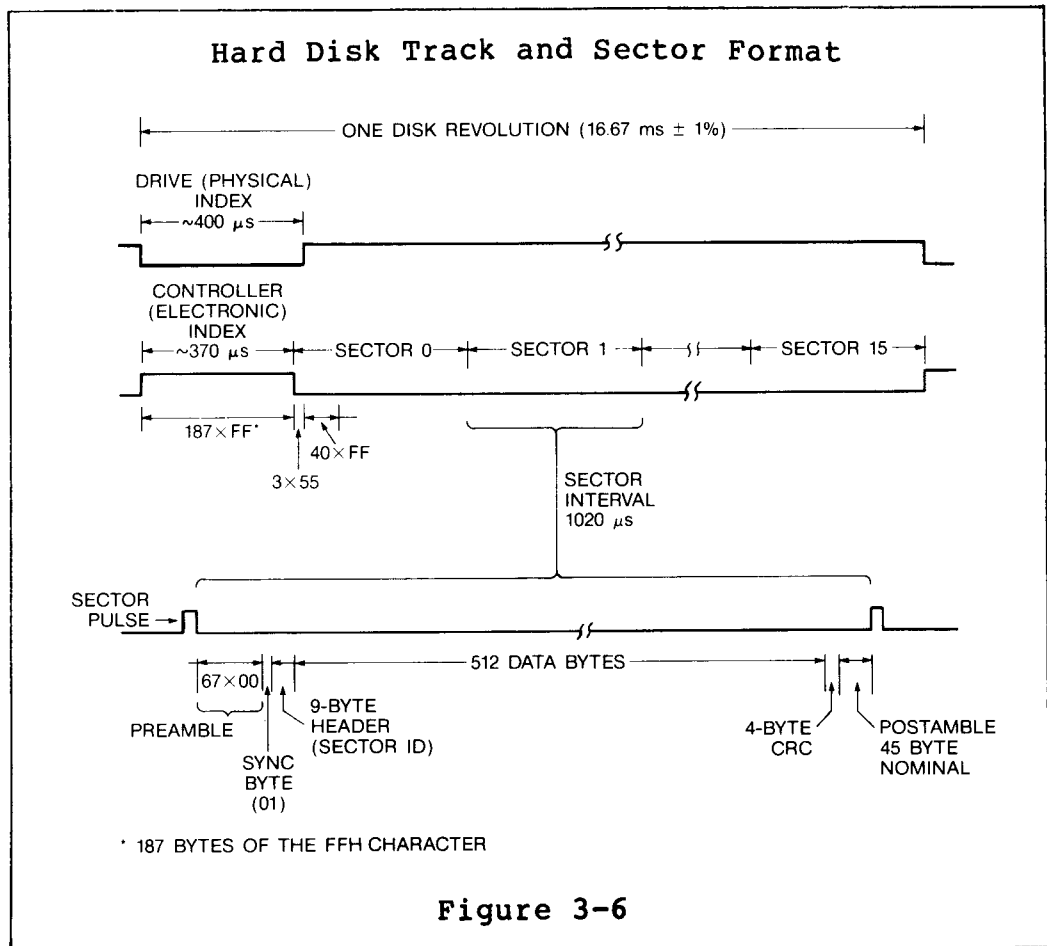 Hard Disk Track and Sector Format
ONE DISK REVOLUTION (16.67 ms ± 1%)
DRIVE (PHYSICAL)
INDEX
~400 µs
CONTROLLER
(ELECTRONIC)
INDEX
~370 µs
SECTOR 0
SECTOR 1
SECTOR 15
187×FF*
40×FF
3×55
SECTOR
INTERVAL
1020 µs
SECTOR
PULSE
67×00
512 DATA BYTES
PREAMBLE
SYNC
BYTE
(01)
9-BYTE
HEADER
(SECTOR ID)
4-BYTE
CRC
POSTAMBLE
45 BYTE
NOMINAL
* 187 BYTES OF THE FFH CHARACTER
Figure 3-6